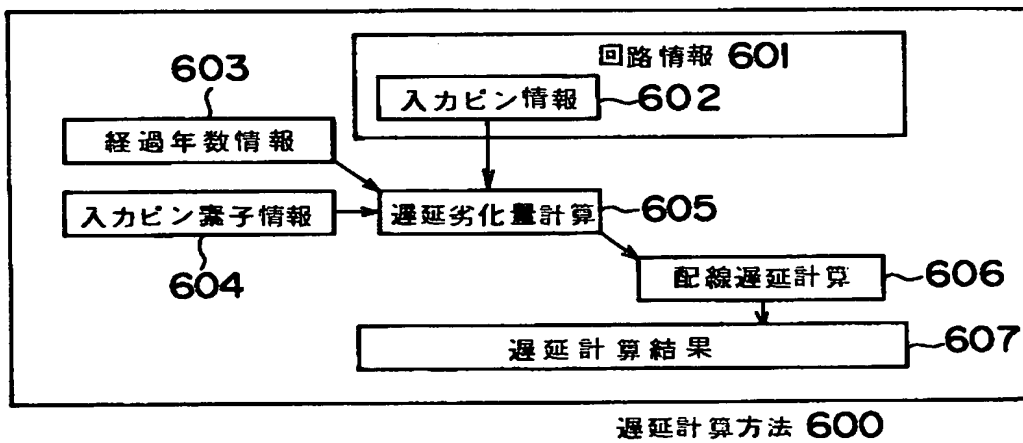 回路情報 601
603
入力ピン情報 602
経過年数情報
入力ピン素子情報
遅延劣化量計算 605
604
配線遅延計算 606
遅延計算結果 607
遅延計算方法 600